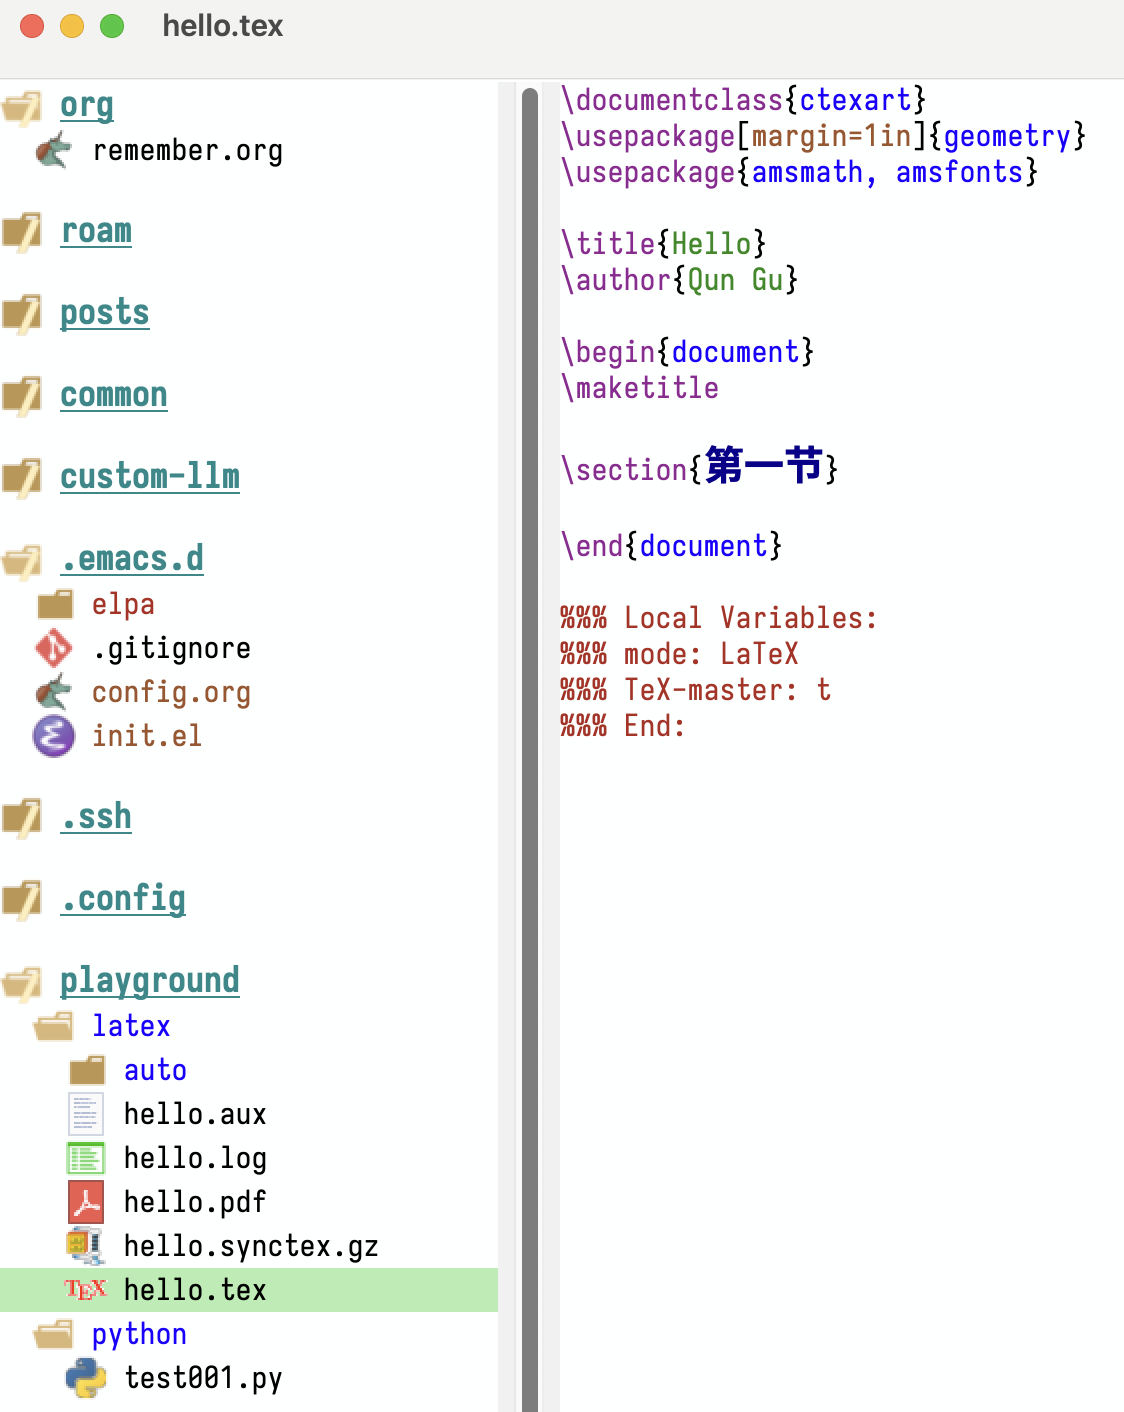 hello.tex
org
remember.org
roam
posts
common
custom-llm
.emacs.d
elpa
.gitignore
config.org
init.el
.ssh
.config
playground
latex
auto
hello.aux
hello.log
hello.pdf
hello.synctex.gz
TEX hello.tex
python
test001.py
\documentclass{ctexart}
\usepackage[margin=1in]{geometry}
\usepackage{amsmath, amsfonts}
\title{Hello}
\author{Qun Gu}
\begin{document}
\maketitle
\section{第一节}
\end{document}
%%% Local Variables:
%%% mode: LaTeX
%%% TeX-master: t
%%% End: